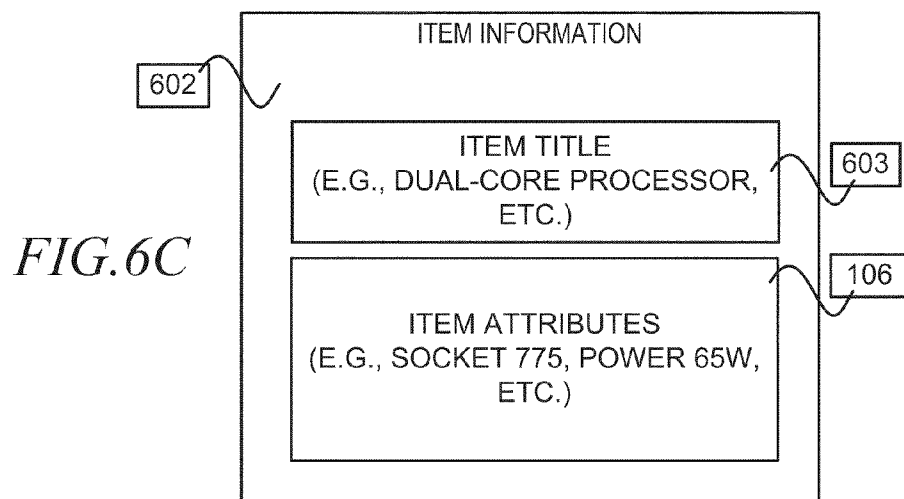 ITEM INFORMATION
602
ITEM TITLE
(E.G., DUAL-CORE PROCESSOR,
ETC.)
603
FIG.6C
106
ITEM ATTRIBUTES
(E.G., SOCKET 775, POWER 65W,
ETC.)